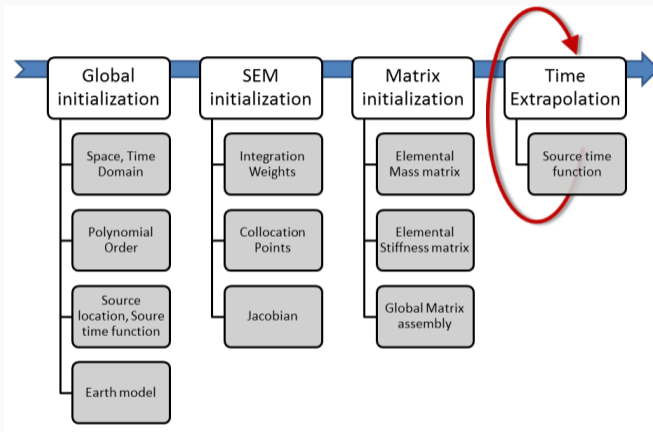 Global
initialization
Space, Time
Domain
Polynomial
Order
Source
location, Soure
time function
Earth model
SEM
initialization
Integration
Weights
Collocation
Points
Jacobian
Matrix
initialization
Elemental
Mass matrix
Elemental
Stiffness matrix
Global Matrix
assembly
Time
Extrapolation
Source time
function